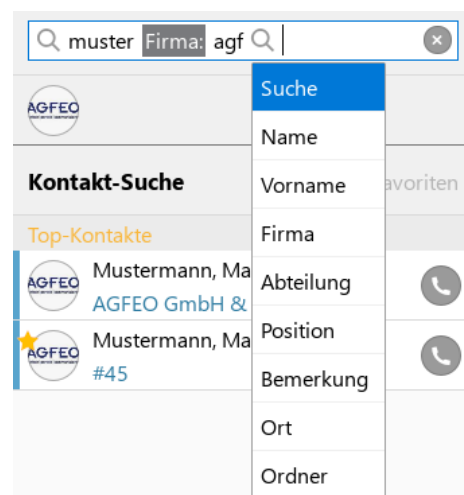 muster Firma: agf
AGFEO
Suche
Name
Kontakt-Suche
Vorname
avoriten
Top-Kontakte
Firma
AGFEO
Mustermann, Ma
AGFEO GmbH &
Abteilung
AGFEO
Mustermann, Ma
#45
Position
Bemerkung
Ort
Ordner